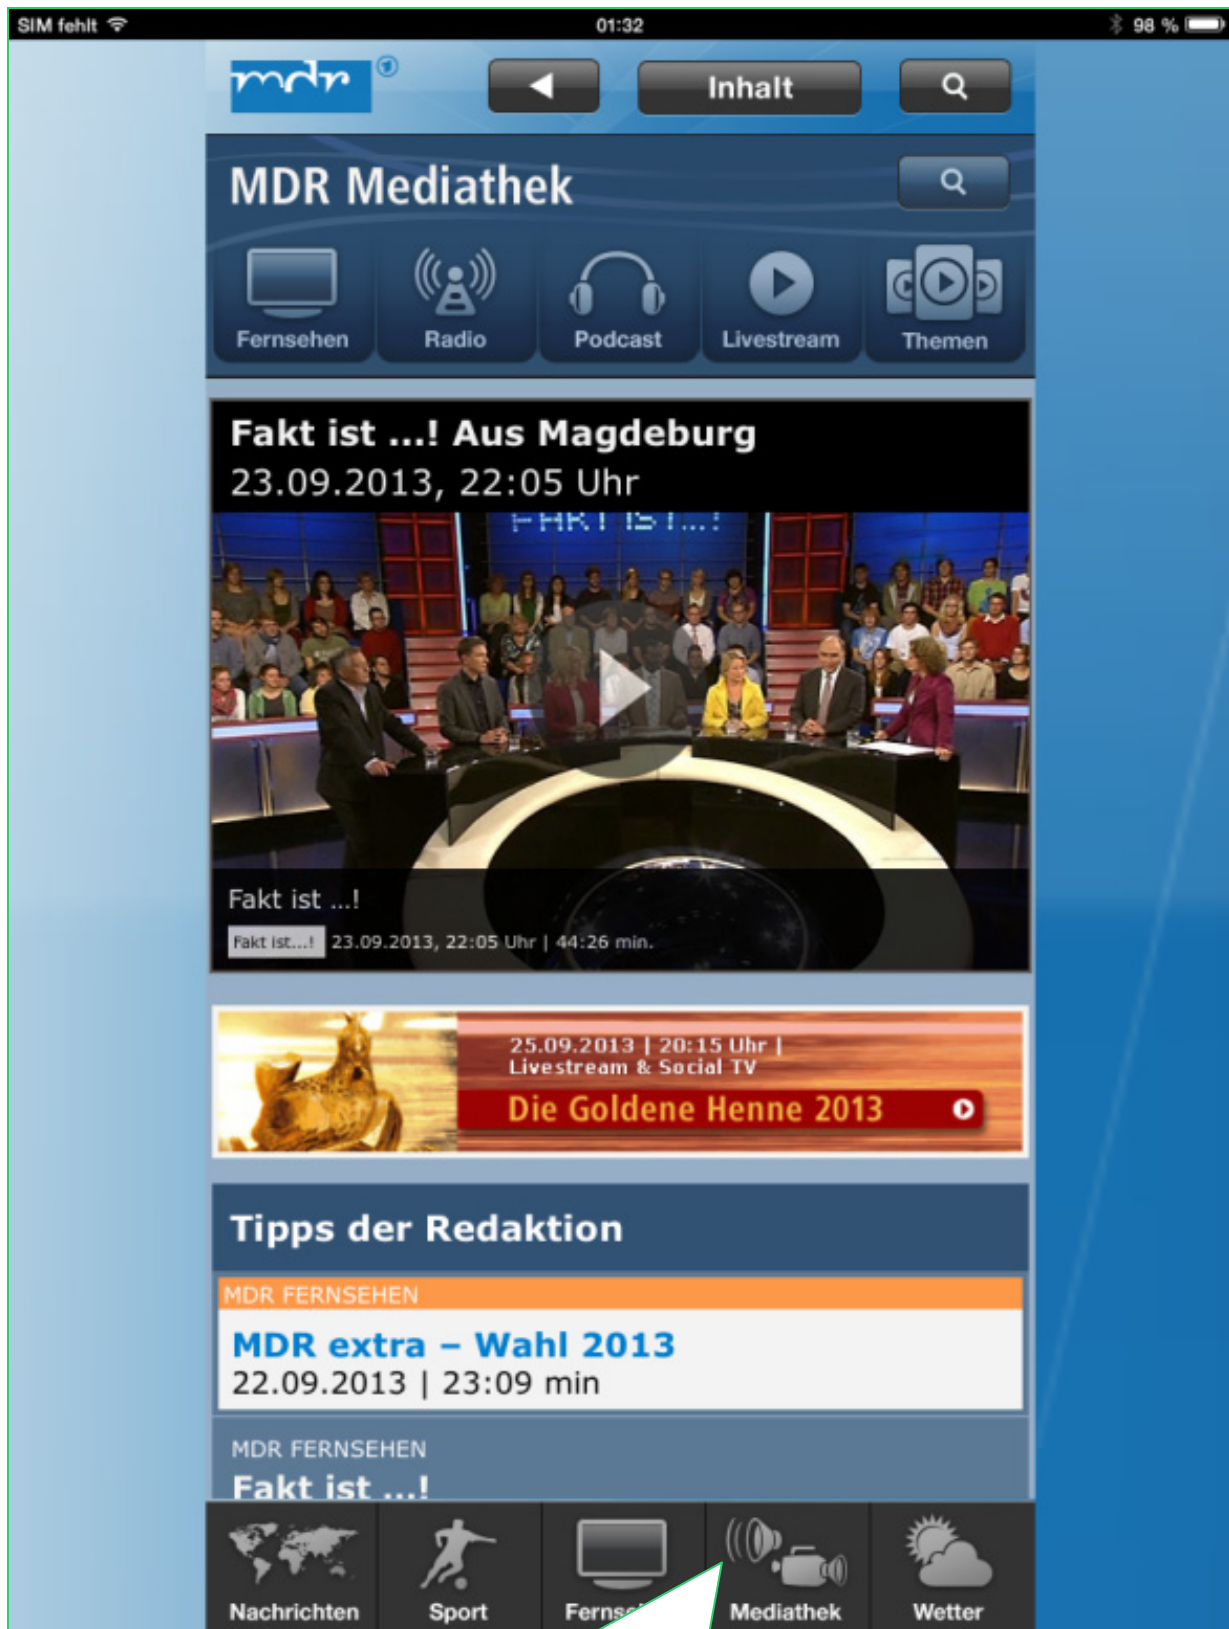 SIM fehlt 01:32 98 %
mdr
Inhalt
MDR Mediathek
Fernsehen Radio Podcast Livestream Themen
Fakt ist ...! Aus Magdeburg
23.09.2013, 22:05 Uhr
FAKT IST...!
Fakt ist ...!
Fakt ist...! 23.09.2013, 22:05 Uhr | 44:26 min.
25.09.2013 | 20:15 Uhr |
Livestream & Social TV
Die Goldene Henne 2013
Tipps der Redaktion
MDR FERNSEHEN
MDR extra – Wahl 2013
22.09.2013 | 23:09 min
MDR FERNSEHEN
Fakt ist ...!
Nachrichten Sport Mediathek Wetter